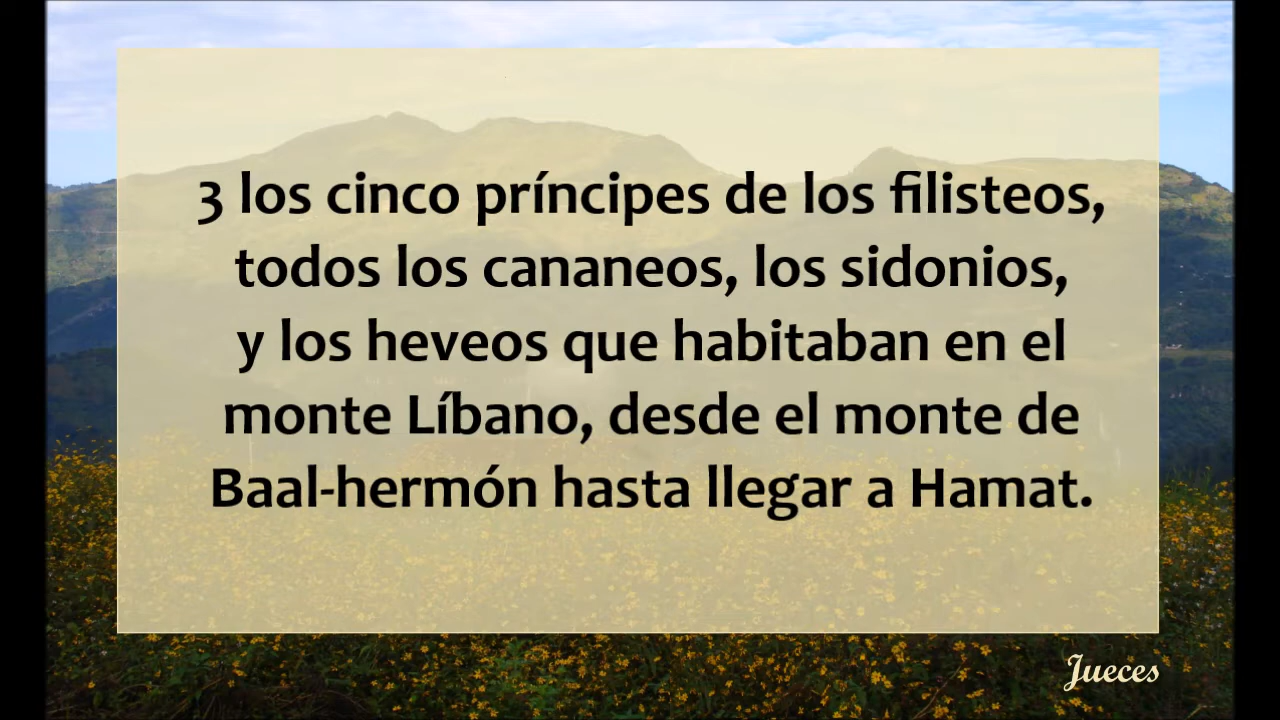 3 los cinco príncipes de los filisteos,
todos los cananeos, los sidonios,
y los heveos que habitaban en el
monte Líbano, desde el monte de
Baal-hermón hasta llegar a Hamat.
Jueces